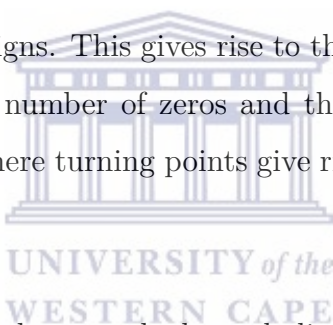 igns. This gives rise to th
number of zeros and th
here turning points give r
UNIVERSITY of the
WESTERN CAPE